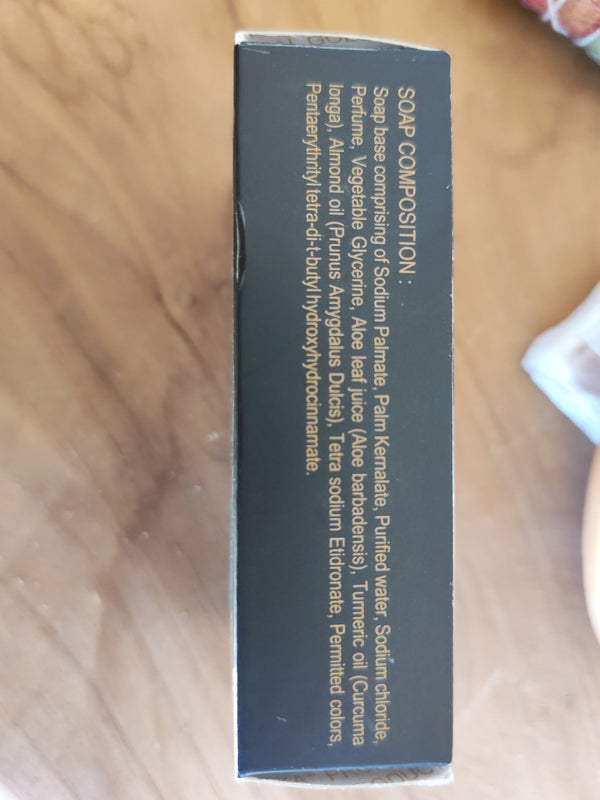 SOAP COMPOSITION :
Soap base comprising of Sodium Palmate, Palm Kernalate, Purified water, Sodium chloride,
Perfume, Vegetable Glycerine, Aloe leaf juice (Aloe barbadensis), Turmeric oil (Curcuma
longa), Almond oil (Prunus Amygdalus Dulcis), Tetra sodium Etidronate, Permitted colors,
Pentaerythrityl tetra-di-t-butyl hydroxyhydrocinnamate.